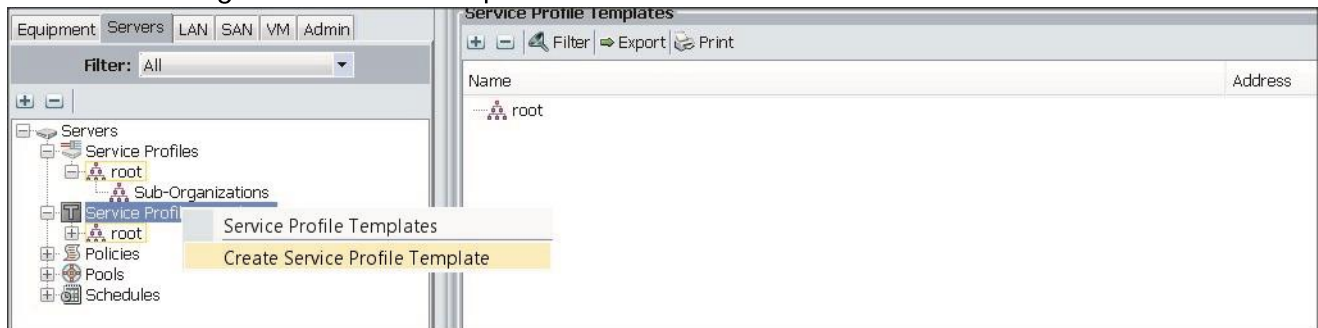 Service Profile Templates
Equipment Servers LAN SAN VM Admin
Filter Export Print
Filter: All
Name Address
root
Servers
Service Profiles
root
Sub-Organizations
Service Profil
Service Profile Templates
root
Policies
Create Service Profile Template
Pools
Schedules